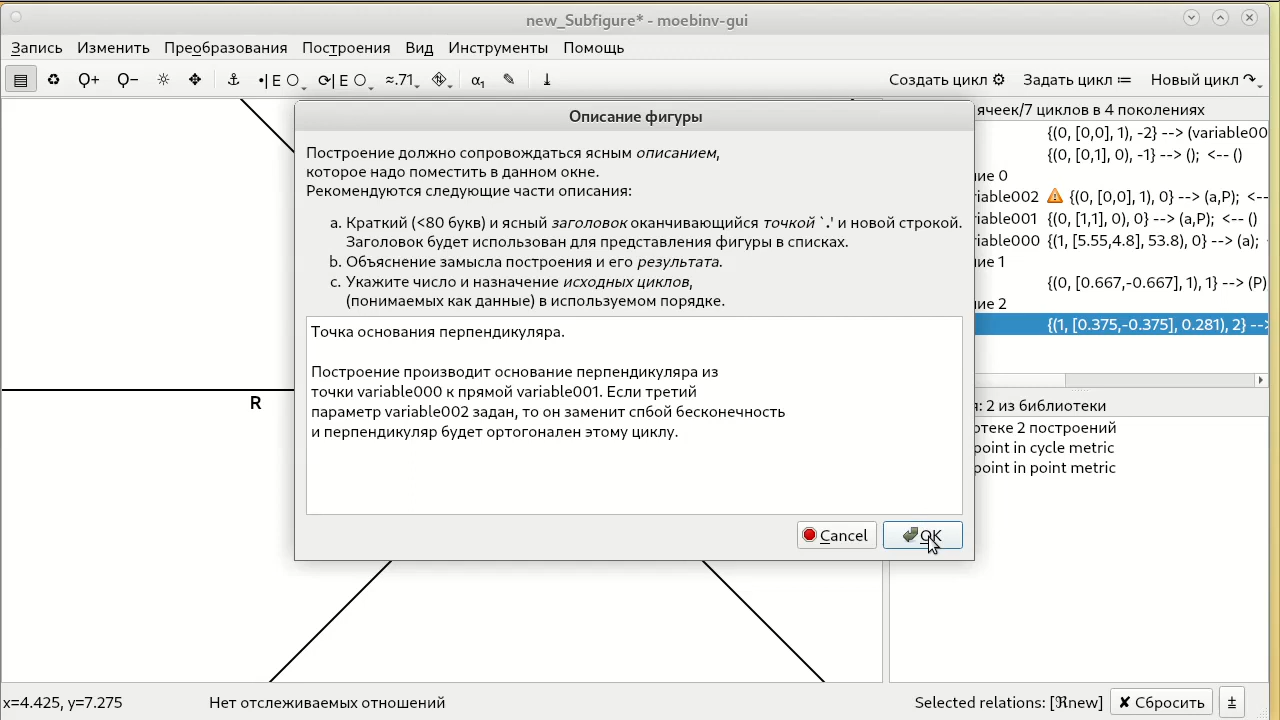 new_Subfigure* - moebinv-gui
Запись Изменить Преобразования Построения Вид Инструменты Помощь
Создать цикл Задать цикл Новый цикл
Описание фигуры
Построение должно сопровождаться ясным описанием,
которое надо поместить в данном окне.
Рекомендуются следующие части описания:
a. Краткий (<80 букв) и ясный заголовок оканчивающийся точкой `.' и новой строкой.
Заголовок будет использован для представления фигуры в списках.
b. Объяснение замысла построения и его результата.
c. Укажите число и назначение исходных циклов,
(понимаемых как данные) в используемом порядке.
Точка основания перпендикуляра.
Построение производит основание перпендикуляра из
точки variable000 к прямой variable001. Если третий
параметр variable002 задан, то он заменит спбой бесконечность
и перпендикуляр будет ортогонален этому циклу.
Cancel OK
R
ячеек/7 циклов в 4 поколениях
{(0, [0,0], 1), -2} --> (variable00
{(0, [0,1], 0), -1} --> (); <-- ()
ие 0
ariable002 {(0, [0,0], 1), 0} --> (a,P); <--
riable001 {(0, [1,1], 0), 0} --> (a,P); <-- ()
riable000 {(1, [5.55,4.8], 53.8), 0} --> (a);
ие 1
{(0, [0.667,-0.667], 1), 1} --> (P)
ие 2
{(1, [0.375,-0.375], 0.281), 2} -->
: 2 из библиотеки
отеке 2 построений
point in cycle metric
point in point metric
x=4.425, y=7.275 Нет отслеживаемых отношений Selected relations: [ℜnew] ✘ Сбросить ±